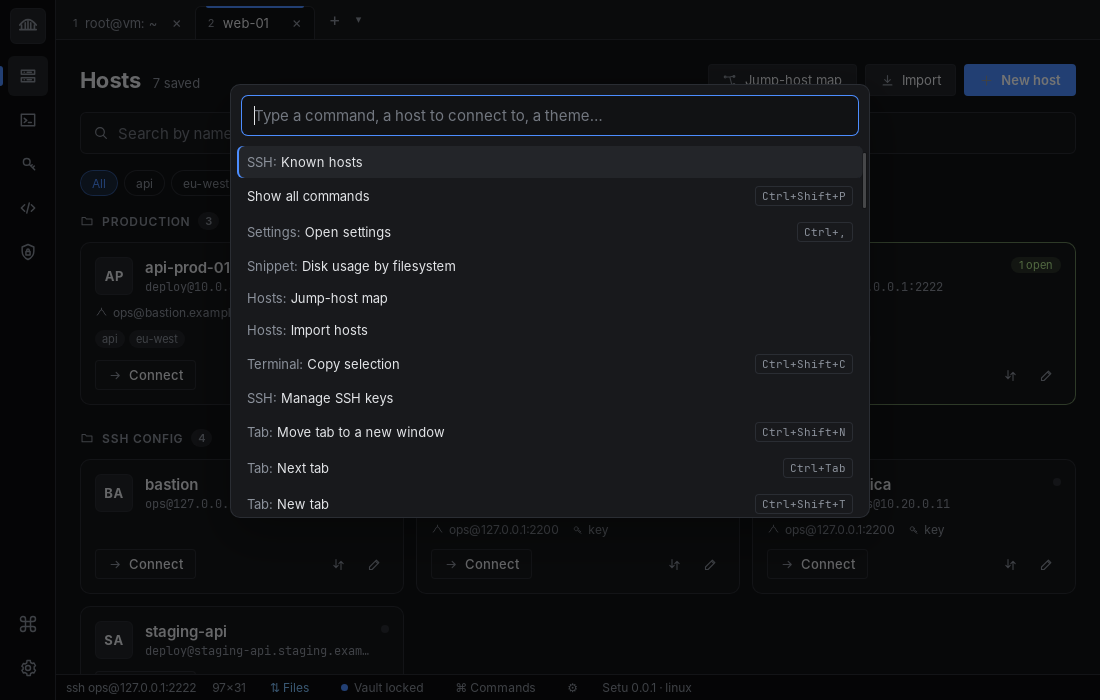 1 root@vm: ~ ×
2 web-01 ×
+ ▾
Hosts 7 saved
Jump-host map
Import
New host
Type a command, a host to connect to, a theme...
Search by name
SSH: Known hosts
Show all commands Ctrl+Shift+P
All api eu-west
PRODUCTION 3
Settings: Open settings Ctrl+,
Snippet: Disk usage by filesystem
Hosts: Jump-host map
Hosts: Import hosts
Terminal: Copy selection Ctrl+Shift+C
SSH: Manage SSH keys
Tab: Move tab to a new window Ctrl+Shift+N
Tab: Next tab Ctrl+Tab
Tab: New tab Ctrl+Shift+T
AP api-prod-01
deploy@10.0.
ops@bastion.exampl
api eu-west
→ Connect
1 open
.0.0.1:2222
SSH CONFIG 4
BA bastion
ops@127.0.0.
→ Connect
ops@127.0.0.1:2200 key
→ Connect
ica
@10.20.0.11
ops@127.0.0.1:2200 key
→ Connect
SA staging-api
deploy@staging-api.staging.exam…
ssh ops@127.0.0.1:2222 97×31 Files Vault locked ⌘ Commands Setu 0.0.1 · linux